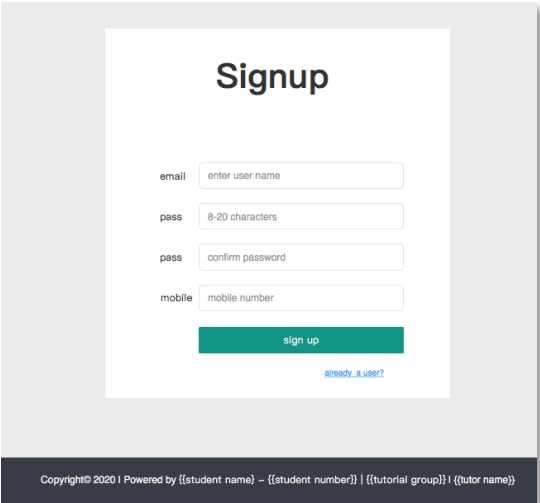 Signup
email enter user name
pass 8-20 characters
pass confirm password
mobile mobile number
sign up
already a user?
Copyright© 2020 | Powered by {{student name} - {{student number}} | {{tutorial group}} | {{tutor name}}